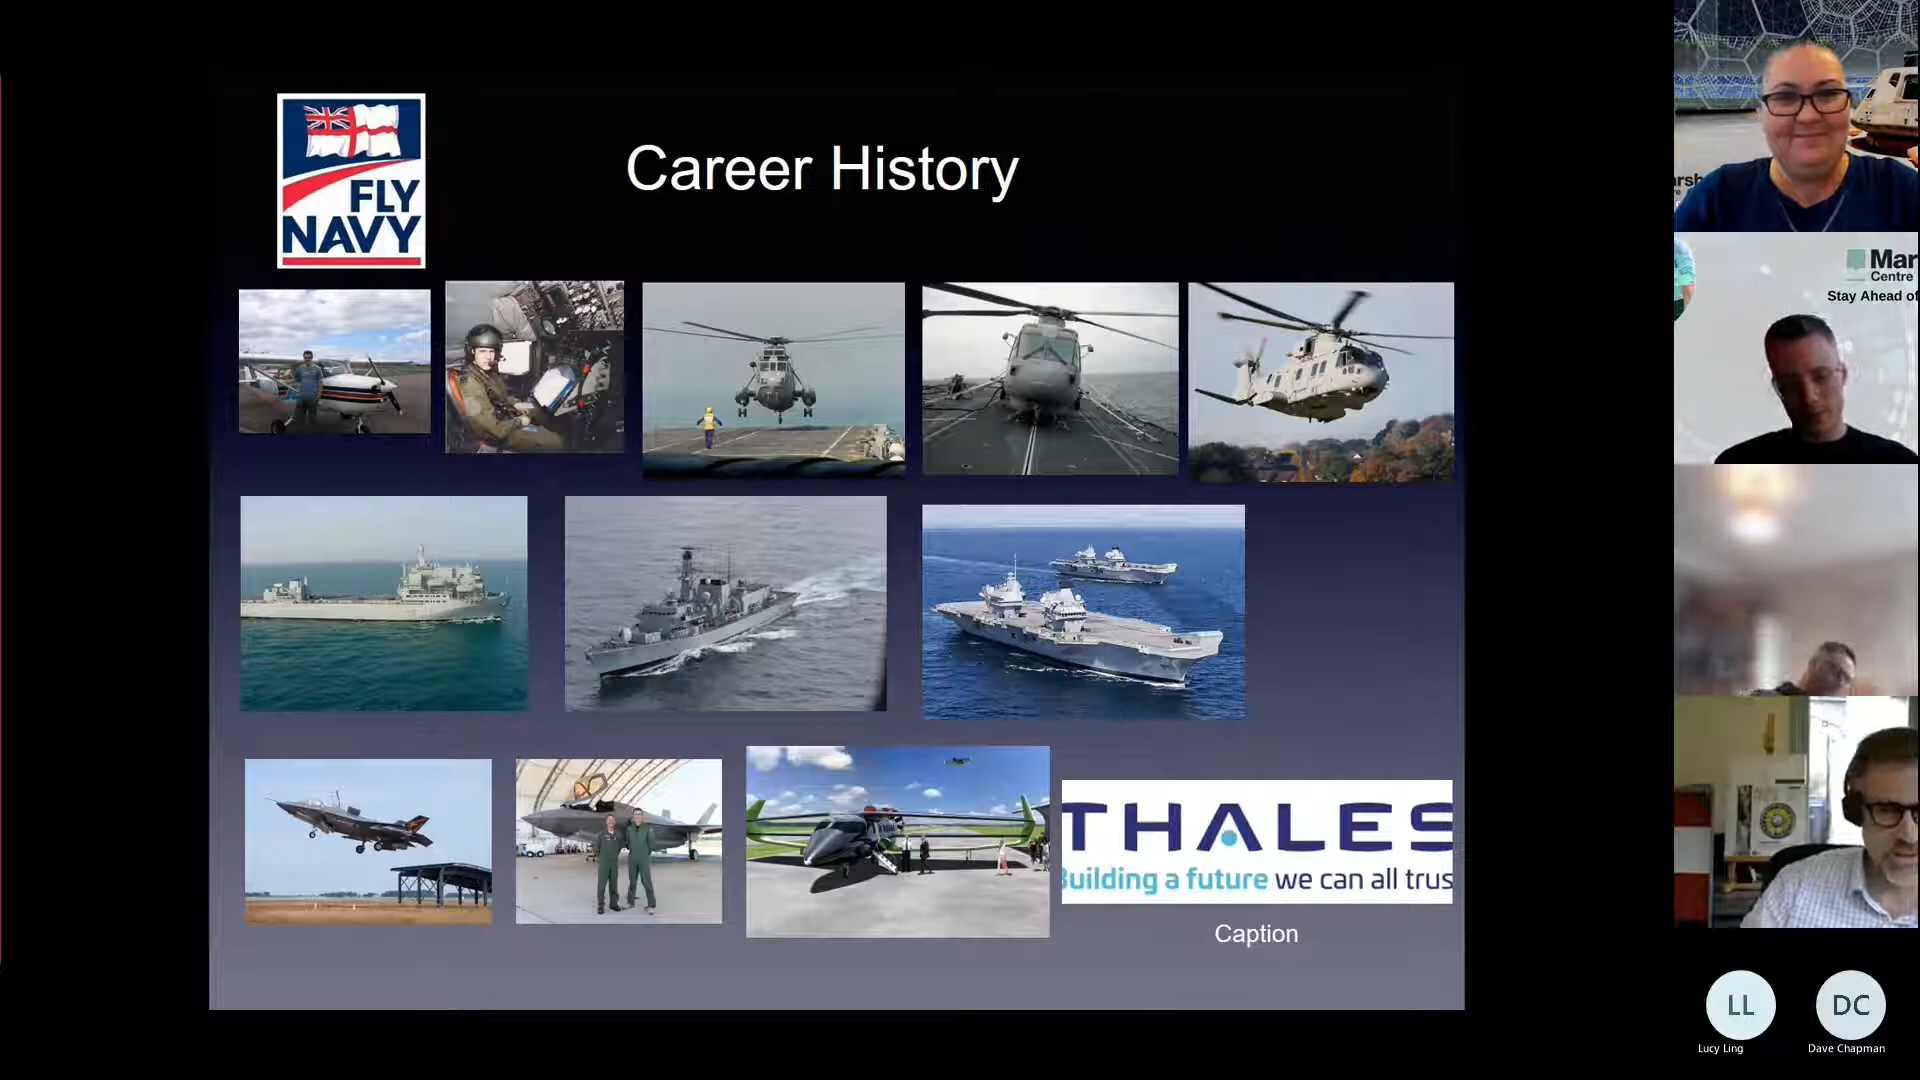 Career History
FLY
NAVY
THALES
Building a future we can all trus
Caption
Mar
Centre
Stay Ahead of
LL
DC
Lucy Ling
Dave Chapman